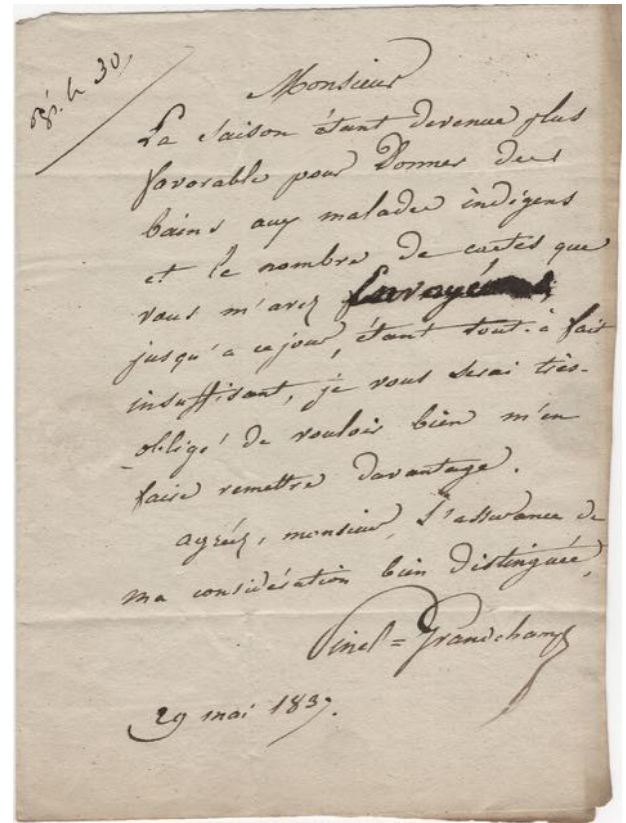 Rép. le 30,
Monsieur
La saison étant devenue plus
favorable pour Donner des
bains aux malades indigens
et le nombre de cartes que
vous m'avez Envoyées
jusqu'a ce jour, étant tout-à fait
insuffisant, je vous serai très-
obligé De vouloir bien m'en
faire remettre davantage.
agréez, monsieur, L'assurance De
ma considération bien Distinguée,
Pinel=Grandchamp
29 mai 1837.